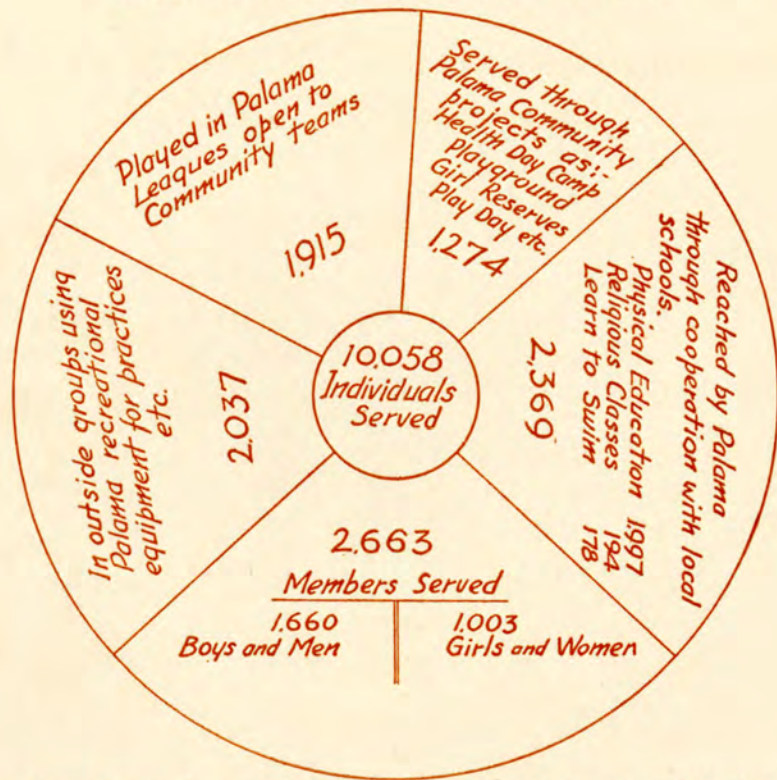 Played in Palama
Leagues open to
Community teams
1,915
Served through
Palama Community
projects as:-
Health Day Camp
Playground
Girl Reserves
Play Day etc.
1,274
Reached by Palama
through cooperation with local
schools.
Physical Education 1,997
Religious Classes 194
Learn to Swim 178
2,369
2,663
Members Served
1,660
Boys and Men
1,003
Girls and Women
In outside groups using
Palama recreational
equipment for practices
etc.
2,037
10,058
Individuals
Served